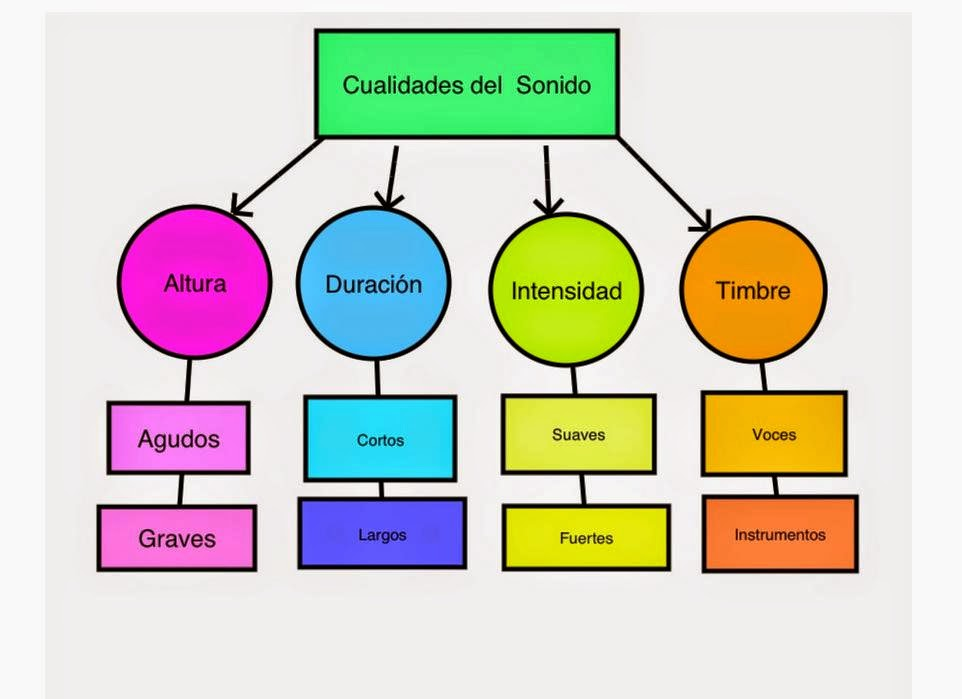 Cualidades del  Sonido
Altura
Duración
Intensidad
Timbre
Agudos
Cortos
Suaves
Voces
Graves
Largos
Fuertes
Instrumentos